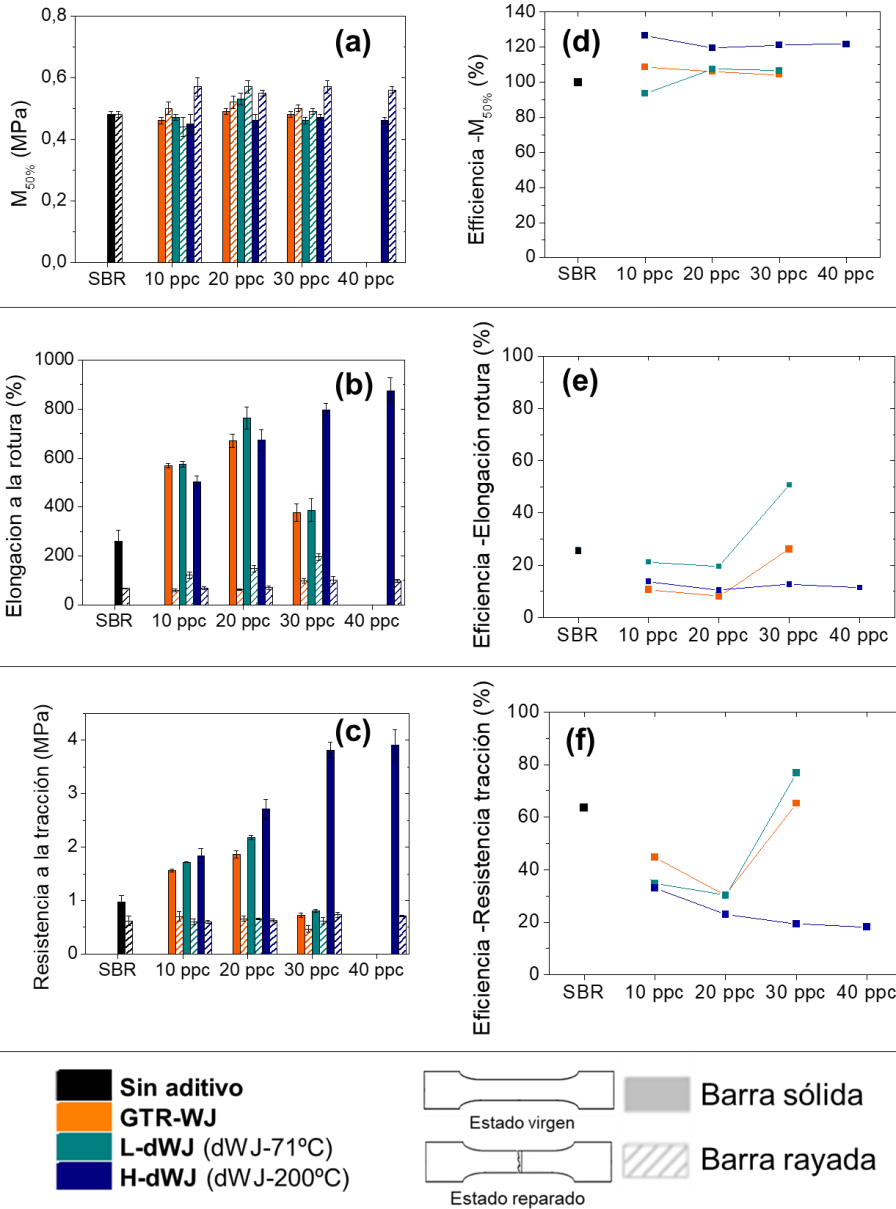 (a)
M50% (MPa)
0,8
0,6
0,4
0,2
0,0
SBR 10 ppc 20 ppc 30 ppc 40 ppc
(d)
Efficiencia -M50% (%)
140
120
100
80
60
40
20
0
SBR 10 ppc 20 ppc 30 ppc 40 ppc
(b)
Elongacion a la rotura (%)
1000
800
600
400
200
0
SBR 10 ppc 20 ppc 30 ppc 40 ppc
(e)
Eficiencia -Elongación rotura (%)
100
80
60
40
20
0
SBR 10 ppc 20 ppc 30 ppc 40 ppc
(c)
Resistencia a la tracción (MPa)
4
3
2
1
0
SBR 10 ppc 20 ppc 30 ppc 40 ppc
(f)
Eficiencia -Resistencia tracción (%)
100
80
60
40
20
0
SBR 10 ppc 20 ppc 30 ppc 40 ppc
Sin aditivo
GTR-WJ
L-dWJ (dWJ-71ºC)
H-dWJ (dWJ-200ºC)
Estado virgen
Estado reparado
Barra sólida
Barra rayada